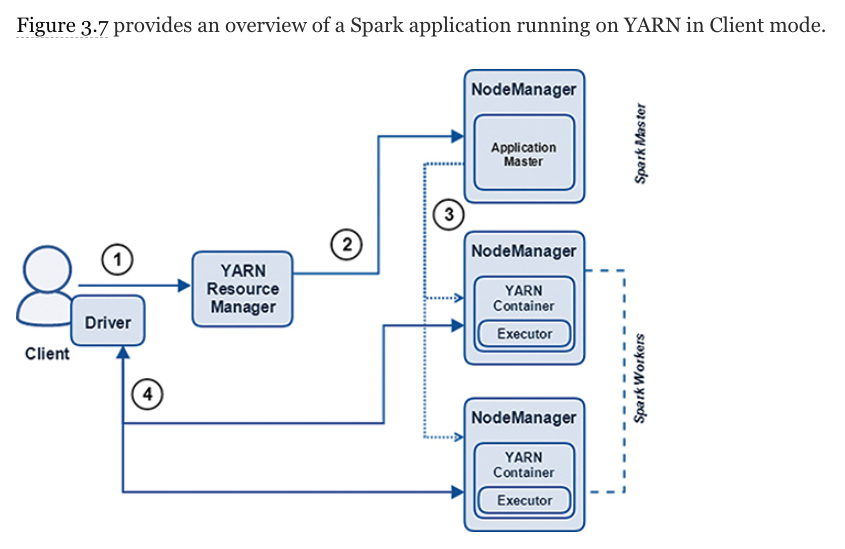 Figure 3.7 provides an overview of a Spark application running on YARN in Client mode.
NodeManager
Application
Master
Spark Master
3
2
1
YARN
Resource
Manager
Driver
Client
NodeManager
YARN
Container
Executor
Spark Workers
4
NodeManager
YARN
Container
Executor